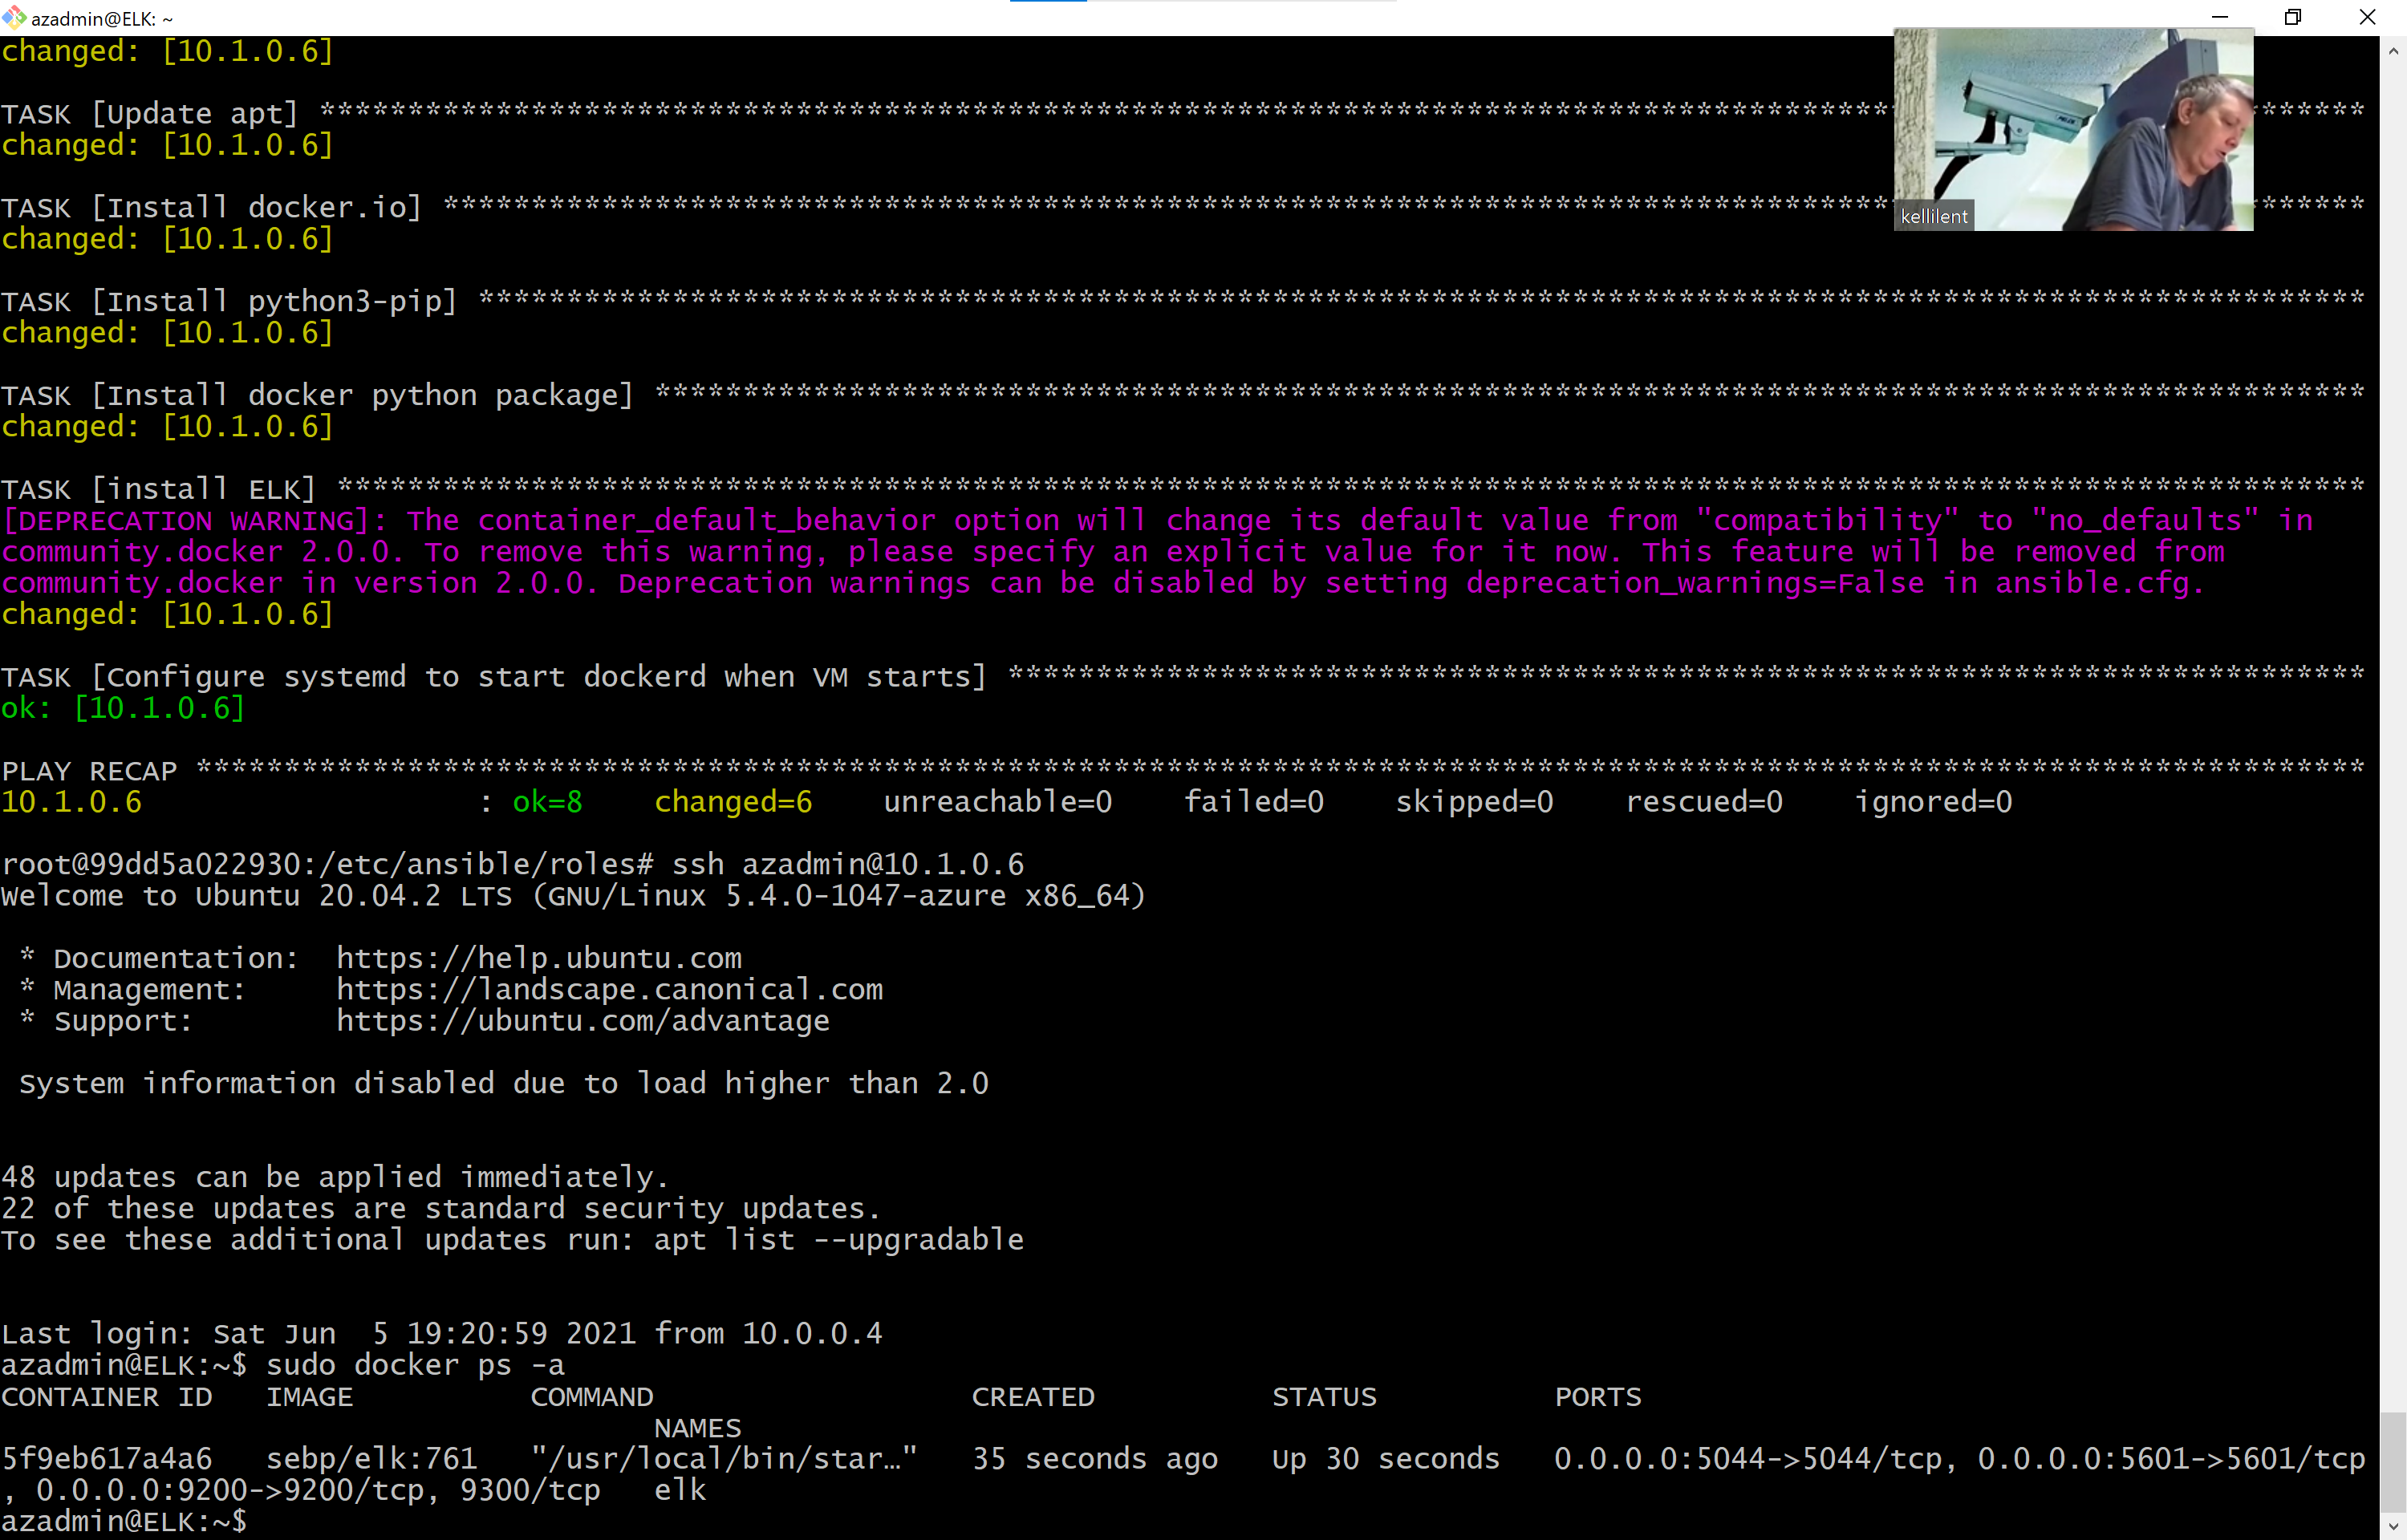 azadmin@ELK: ~
changed: [10.1.0.6]
TASK [Update apt] ****************************************************************************************************************************************
changed: [10.1.0.6]
TASK [Install docker.io] ****************************************************************************************************************************************
changed: [10.1.0.6]
TASK [Install python3-pip] ***********************************************************************************************************
changed: [10.1.0.6]
TASK [Install docker python package] *************************************************************************************************
changed: [10.1.0.6]
TASK [install ELK] *******************************************************************************************************************
[DEPRECATION WARNING]: The container_default_behavior option will change its default value from "compatibility" to "no_defaults" in
community.docker 2.0.0. To remove this warning, please specify an explicit value for it now. This feature will be removed from
community.docker in version 2.0.0. Deprecation warnings can be disabled by setting deprecation_warnings=False in ansible.cfg.
changed: [10.1.0.6]
TASK [Configure systemd to start dockerd when VM starts] *****************************************************************************
ok: [10.1.0.6]
PLAY RECAP ***************************************************************************************************************************
10.1.0.6                   : ok=8    changed=6    unreachable=0    failed=0    skipped=0    rescued=0    ignored=0
root@99dd5a022930:/etc/ansible/roles# ssh azadmin@10.1.0.6
Welcome to Ubuntu 20.04.2 LTS (GNU/Linux 5.4.0-1047-azure x86_64)
* Documentation:  https://help.ubuntu.com
* Management:     https://landscape.canonical.com
* Support:        https://ubuntu.com/advantage
System information disabled due to load higher than 2.0
48 updates can be applied immediately.
22 of these updates are standard security updates.
To see these additional updates run: apt list --upgradable
Last login: Sat Jun  5 19:20:59 2021 from 10.0.0.4
azadmin@ELK:~$ sudo docker ps -a
CONTAINER ID   IMAGE          COMMAND                  CREATED          STATUS          PORTS
NAMES
5f9eb617a4a6   sebp/elk:761   "/usr/local/bin/star…"   35 seconds ago   Up 30 seconds   0.0.0.0:5044->5044/tcp, 0.0.0.0:5601->5601/tcp
, 0.0.0.0:9200->9200/tcp, 9300/tcp   elk
azadmin@ELK:~$
kellilent